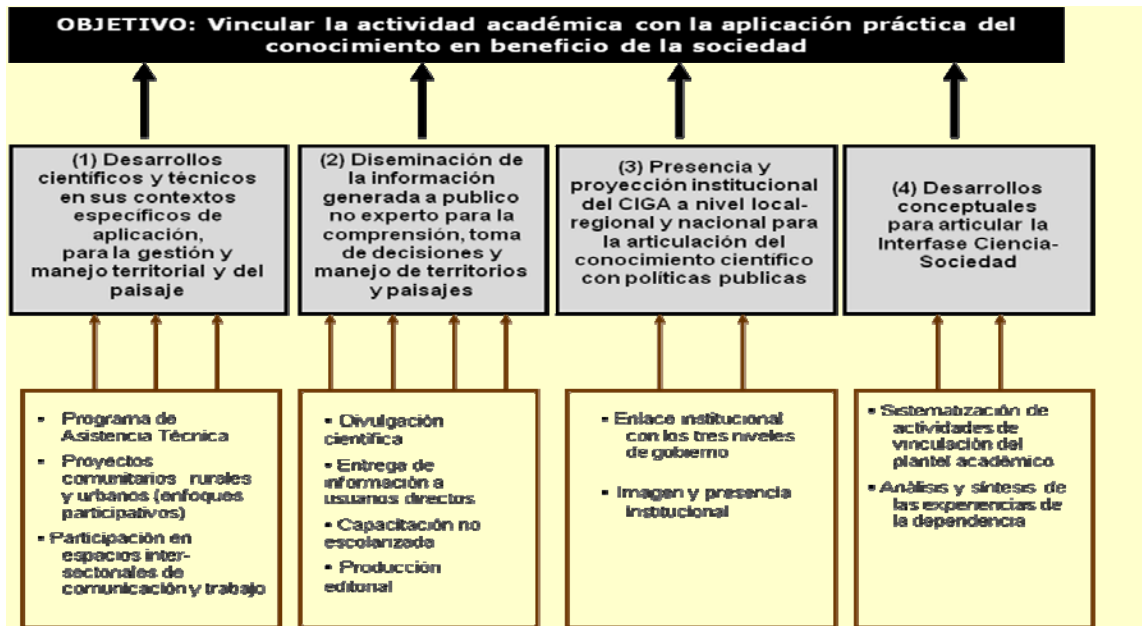 OBJETIVO: Vincular la actividad académica con la aplicación práctica del
conocimiento en beneficio de la sociedad
(1) Desarrollos
científicos y técnicos
en sus contextos
específicos de
aplicación,
para la gestión y
manejo territorial y del
paisaje
(2) Diseminación de
la información
generada a publico
no experto para la
comprensión, toma
de decisiones y
manejo de territorios
y paisajes
(3) Presencia y
proyección institucional
del CIGA a nivel local-
regional y nacional para
la articulación del
conocimiento científico
con políticas publicas
(4) Desarrollos
conceptuales
para articular la
Interfase Ciencia-
Sociedad
▪ Programa de
Asistencia Técnica
▪ Proyectos
comunitarios rurales
y urbanos (enfoques
participativos)
▪ Participación en
espacios inter-
sectoriales de
comunicación y trabajo
▪ Divulgación
científica
▪ Entrega de
información a
usuarios directos
▪ Capacitación no
escolarizada
▪ Producción
editorial
▪ Enlace institucional
con los tres niveles
de gobierno
▪ Imagen y presencia
institucional
▪ Sistematización de
actividades de
vinculación del
plantel académico
▪ Análisis y síntesis de
las experiencias de
la dependencia